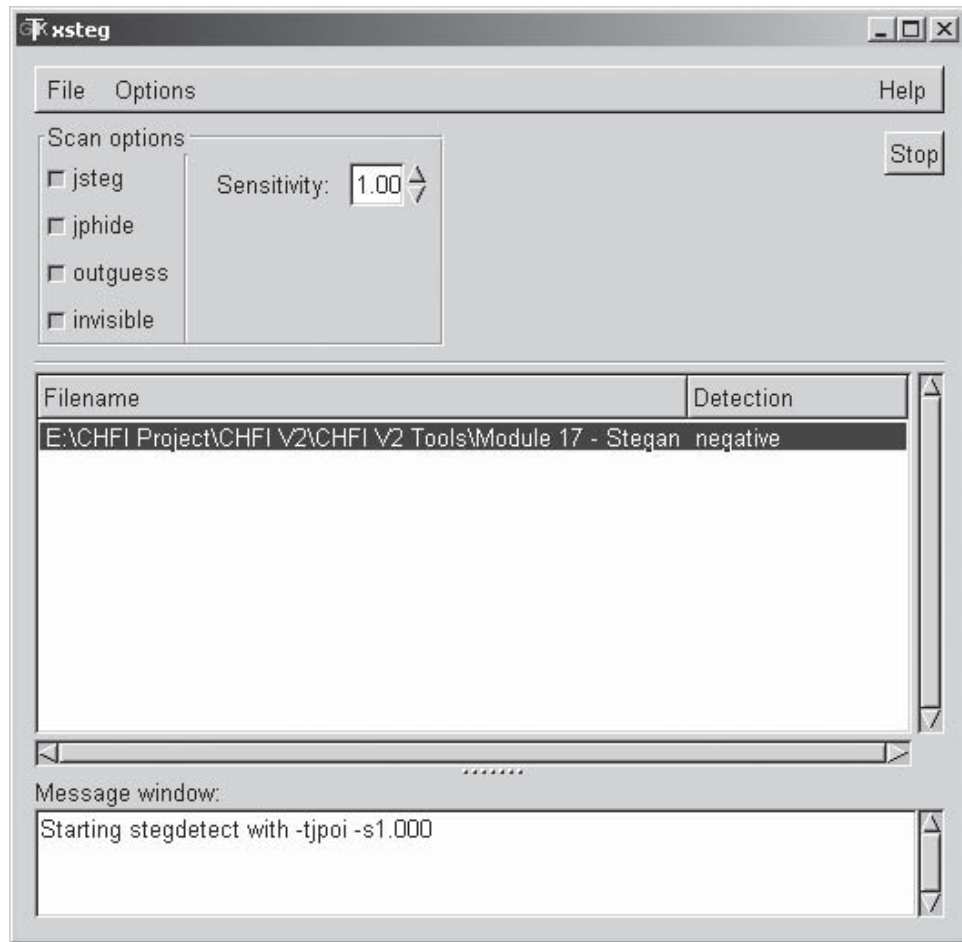 GTK xsteg
File Options Help
Scan options
Stop
jsteg
Sensitivity: 1.00
jphide
outguess
invisible
Filename Detection
E:\CHFI Project\CHFI V2\CHFI V2 Tools\Module 17 - Stegan negative
Message window:
Starting stegdetect with -tjpoi -s1.000